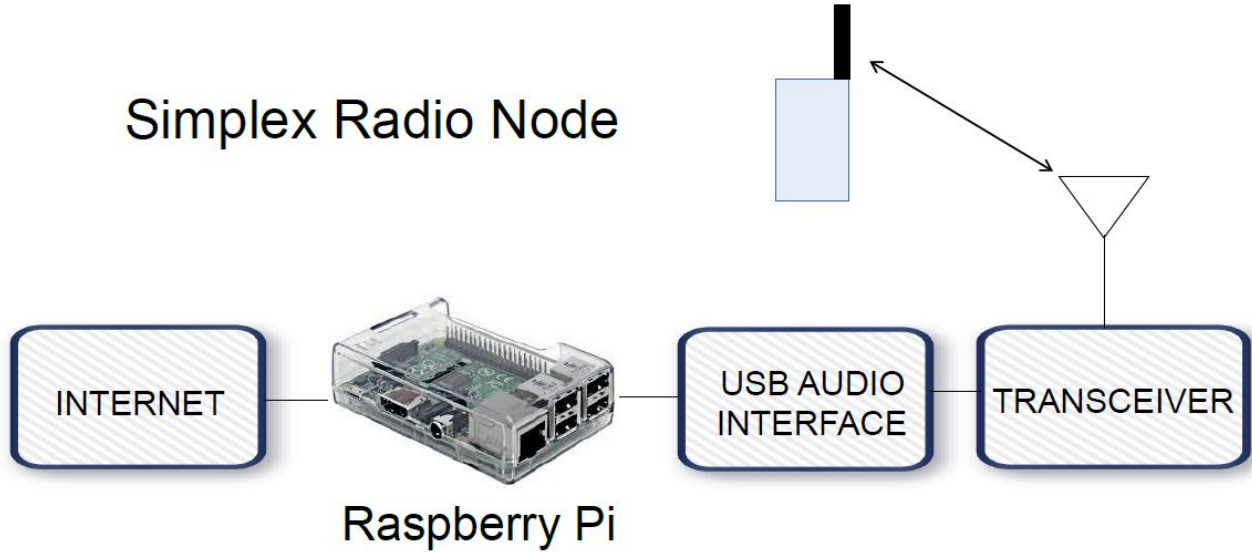 Simplex Radio Node
INTERNET
USB AUDIO
INTERFACE
TRANSCEIVER
Raspberry Pi